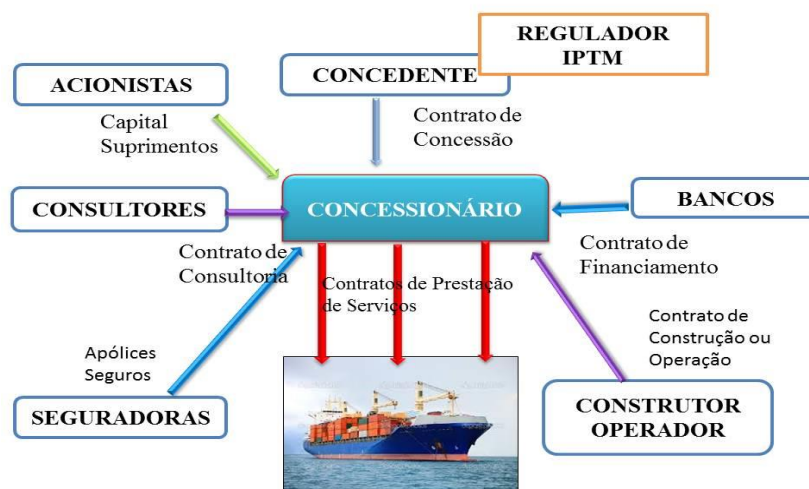 REGULADOR
IPTM
CONCEDENTE
ACIONISTAS
Capital
Suprimentos
Contrato de
Concessão
CONSULTORES
CONCESSIONÁRIO
BANCOS
Contrato de
Consultoria
Contratos de Prestação
de Serviços
Contrato de
Financiamento
Apólices
Seguros
Contrato de
Construção ou
Operação
SEGURADORAS
CONSTRUTOR
OPERADOR